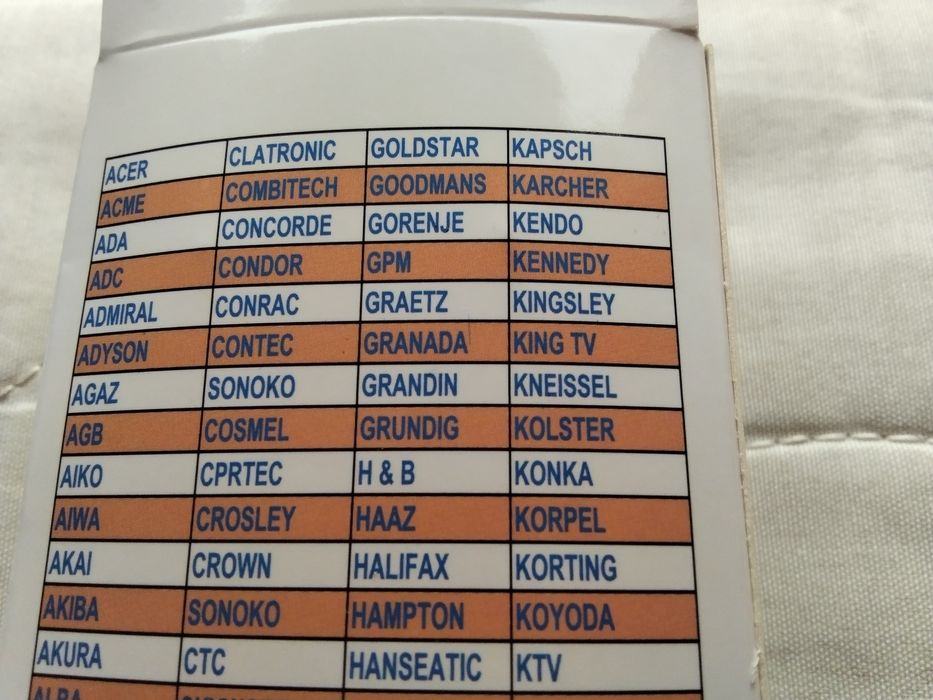 ACER CLATRONIC GOLDSTAR KAPSCH
ACME COMBITECH GOODMANS KARCHER
ADA CONCORDE GORENJE KENDO
ADC CONDOR GPM KENNEDY
ADMIRAL CONRAC GRAETZ KINGSLEY
ADYSON CONTEC GRANADA KING TV
AGAZ SONOKO GRANDIN KNEISSEL
AGB COSMEL GRUNDIG KOLSTER
AIKO CPRTEC H & B KONKA
AIWA CROSLEY HAAZ KORPEL
AKAI CROWN HALIFAX KORTING
AKIBA SONOKO HAMPTON KOYODA
AKURA CTC HANSEATIC KTV